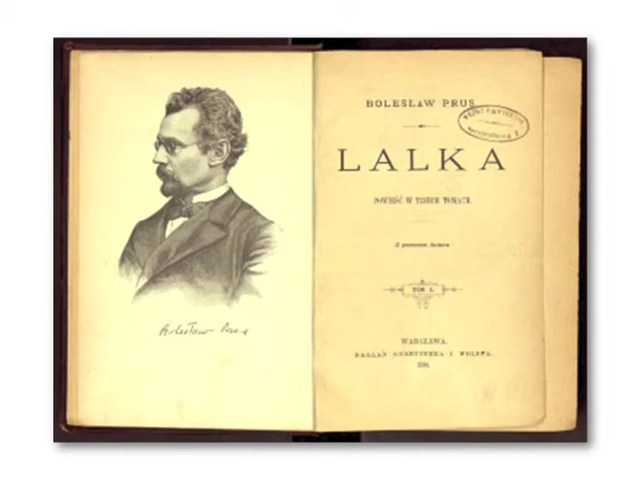 Bolesław Prus
BOLESŁAW PRUS
LALKA
POWIEŚĆ W TRZECH TOMACH.
Z portretem Autora
TOM I.
WARSZAWA.
NAKŁAD GEBETHNERA I WOLFFA.
1890.